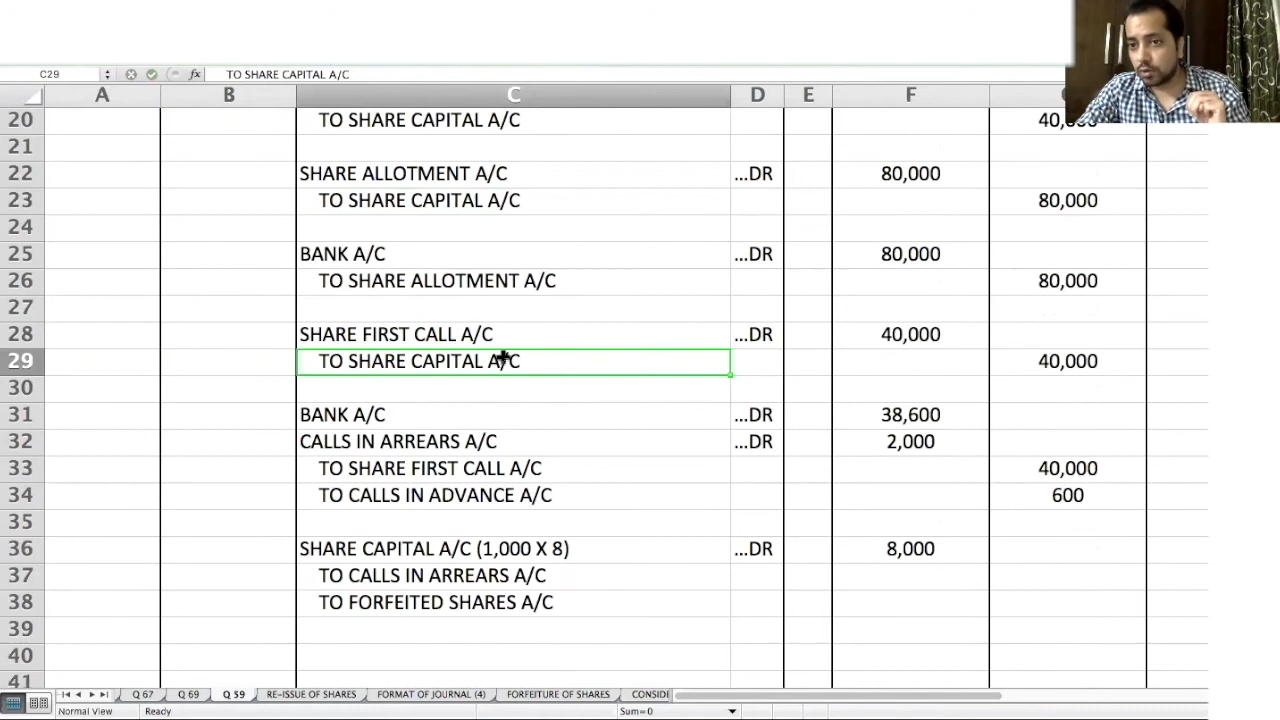 C29 fx TO SHARE CAPITAL A/C
A B C D E F
20 TO SHARE CAPITAL A/C
21
22 SHARE ALLOTMENT A/C ...DR 80,000
23 TO SHARE CAPITAL A/C 80,000
24
25 BANK A/C ...DR 80,000
26 TO SHARE ALLOTMENT A/C 80,000
27
28 SHARE FIRST CALL A/C ...DR 40,000
29 TO SHARE CAPITAL A/C 40,000
30
31 BANK A/C ...DR 38,600
32 CALLS IN ARREARS A/C ...DR 2,000
33 TO SHARE FIRST CALL A/C 40,000
34 TO CALLS IN ADVANCE A/C 600
35
36 SHARE CAPITAL A/C (1,000 X 8) ...DR 8,000
37 TO CALLS IN ARREARS A/C
38 TO FORFEITED SHARES A/C
39
40
41
Q 67 Q 69 Q 59 RE-ISSUE OF SHARES FORMAT OF JOURNAL (4) FORFEITURE OF SHARES CONSIDI
Normal View Ready Sum=0